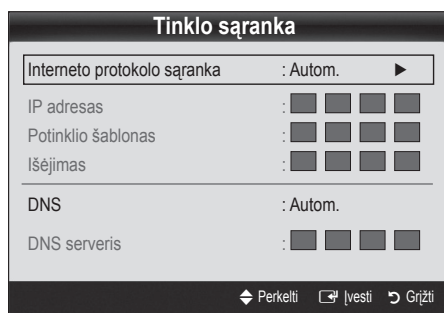 Tinklo sąranka
Interneto protokolo sąranka : Autom. ►
IP adresas :
Potinklio šablonas :
Išėjimas :
DNS : Autom.
DNS serveris :
Perkelti Įvesti Grįžti